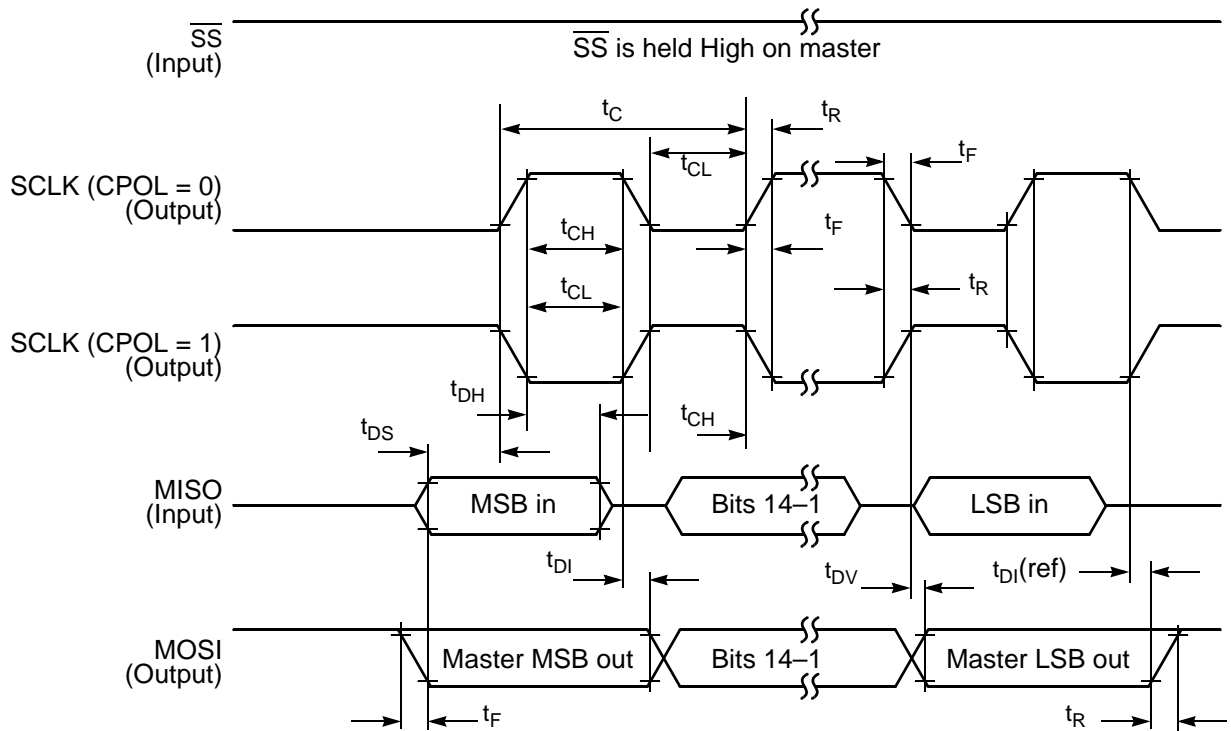 SS
(Input)
SS is held High on master
tC
tR
tCL
tF
SCLK (CPOL = 0)
(Output)
tCH
tF
tCL
tR
SCLK (CPOL = 1)
(Output)
tDH
tCH
tDS
MISO
(Input)
MSB in
Bits 14–1
LSB in
tDI
tDV
tDI(ref)
MOSI
(Output)
Master MSB out
Bits 14–1
Master LSB out
tF
tR